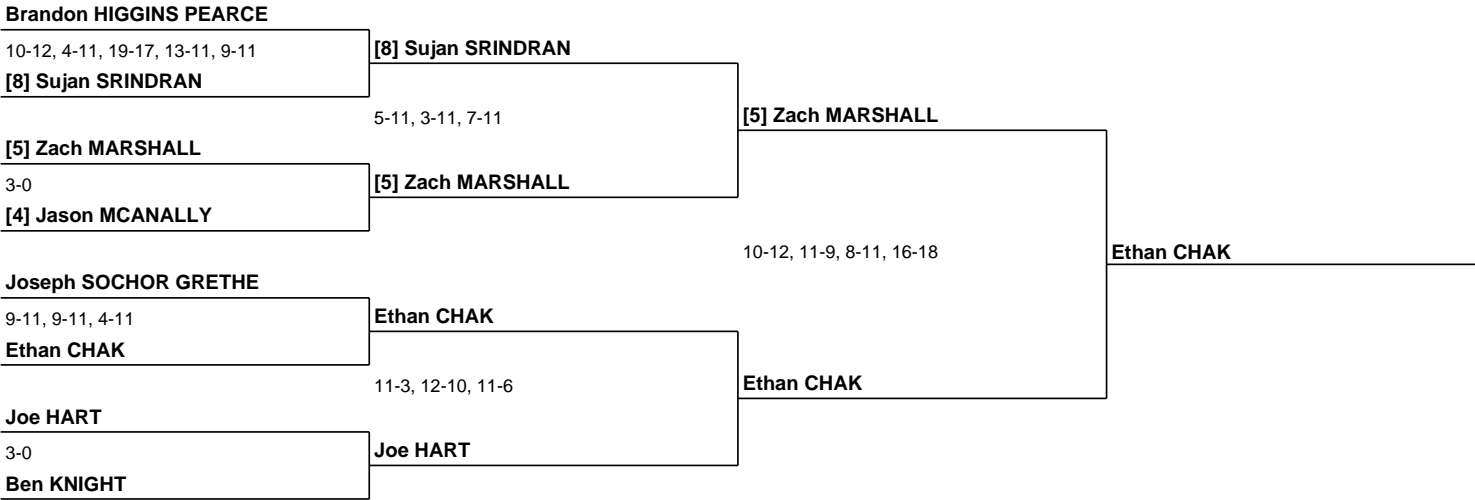 Brandon HIGGINS PEARCE
10-12, 4-11, 19-17, 13-11, 9-11
[8] Sujan SRINDRAN
[8] Sujan SRINDRAN
5-11, 3-11, 7-11
[5] Zach MARSHALL
[5] Zach MARSHALL
3-0
[5] Zach MARSHALL
[4] Jason MCANALLY
10-12, 11-9, 8-11, 16-18
Ethan CHAK
Joseph SOCHOR GRETHE
9-11, 9-11, 4-11
Ethan CHAK
Ethan CHAK
11-3, 12-10, 11-6
Ethan CHAK
Joe HART
3-0
Joe HART
Ben KNIGHT